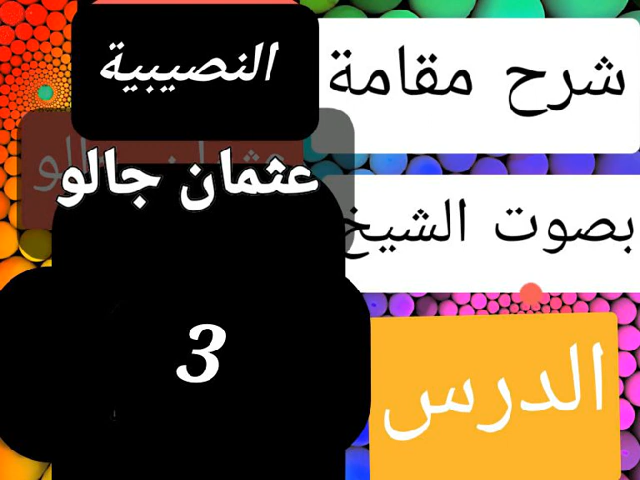 شرح مقامة النصيبية
بصوت الشيخ عثمان جالو
الدرس 3